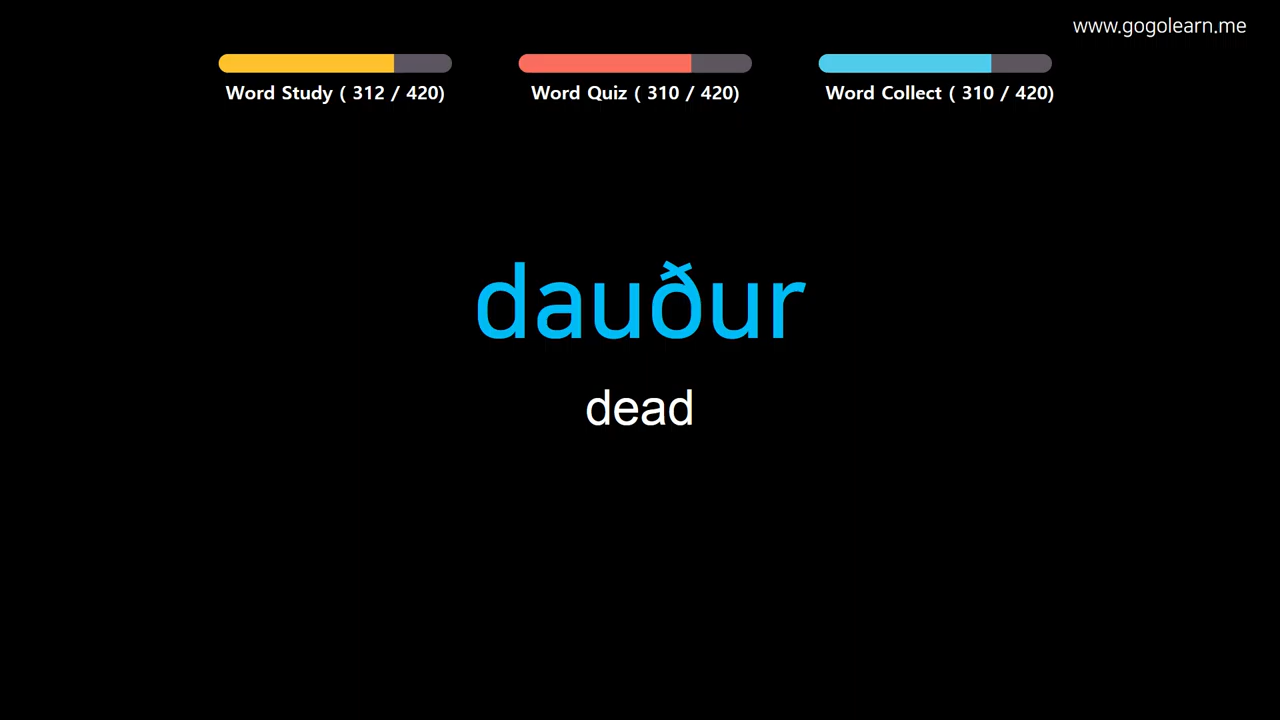 www.gogolearn.me
Word Study ( 312 / 420)
Word Quiz ( 310 / 420)
Word Collect ( 310 / 420)
dauður
dead